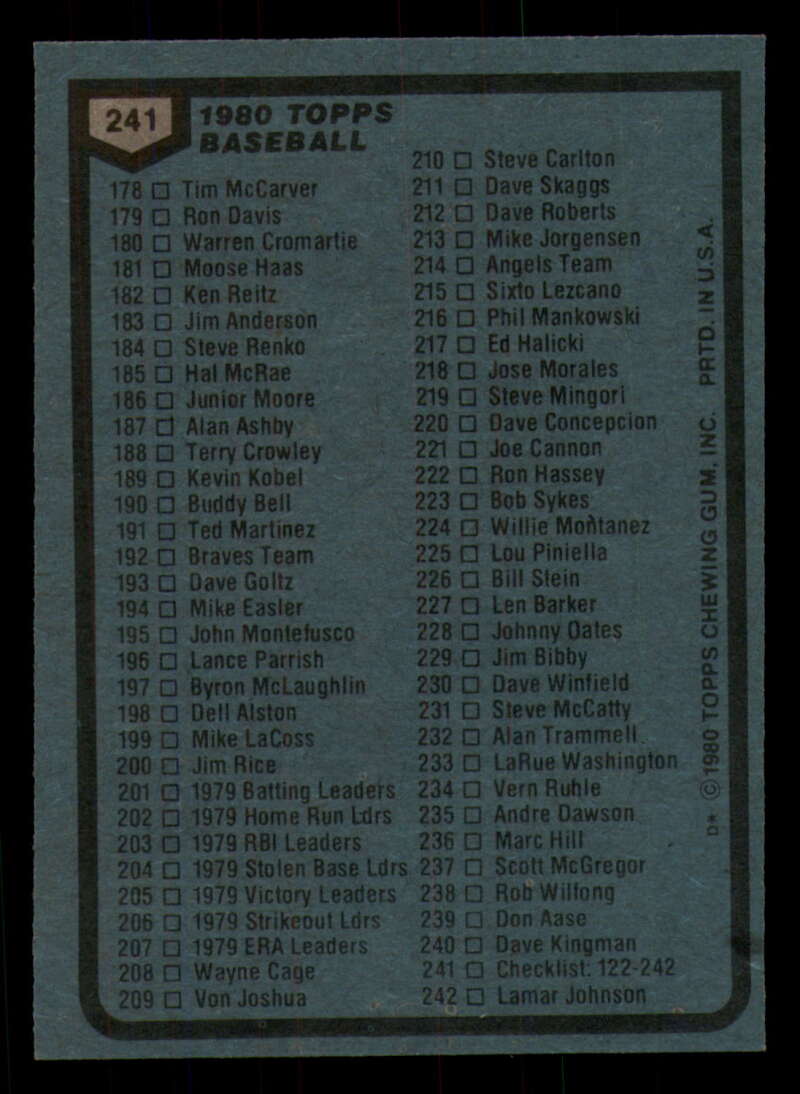 241
1980 TOPPS
BASEBALL
178 Tim McCarver
179 Ron Davis
180 Warren Cromartie
181 Moose Haas
182 Ken Reitz
183 Jim Anderson
184 Steve Renko
185 Hal McRae
186 Junior Moore
187 Alan Ashby
188 Terry Crowley
189 Kevin Kobel
190 Buddy Bell
191 Ted Martinez
192 Braves Team
193 Dave Goltz
194 Mike Easler
195 John Montefusco
196 Lance Parrish
197 Byron McLaughlin
198 Dell Alston
199 Mike LaCoss
200 Jim Rice
201 1979 Batting Leaders
202 1979 Home Run Ldrs
203 1979 RBI Leaders
204 1979 Stolen Base Ldrs
205 1979 Victory Leaders
206 1979 Strikeout Ldrs
207 1979 ERA Leaders
208 Wayne Cage
209 Von Joshua
210 Steve Carlton
211 Dave Skaggs
212 Dave Roberts
213 Mike Jorgensen
214 Angels Team
215 Sixto Lezcano
216 Phil Mankowski
217 Ed Halicki
218 Jose Morales
219 Steve Mingori
220 Dave Concepcion
221 Joe Cannon
222 Ron Hassey
223 Bob Sykes
224 Willie Montanez
225 Lou Piniella
226 Bill Stein
227 Len Barker
228 Johnny Oates
229 Jim Bibby
230 Dave Winfield
231 Steve McCatty
232 Alan Trammell
233 LaRue Washington
234 Vern Ruhle
235 Andre Dawson
236 Marc Hill
237 Scott McGregor
238 Rob Wilfong
239 Don Aase
240 Dave Kingman
241 Checklist: 122-242
242 Lamar Johnson
D* © 1980 TOPPS CHEWING GUM, INC. PRTD. IN U.S.A.